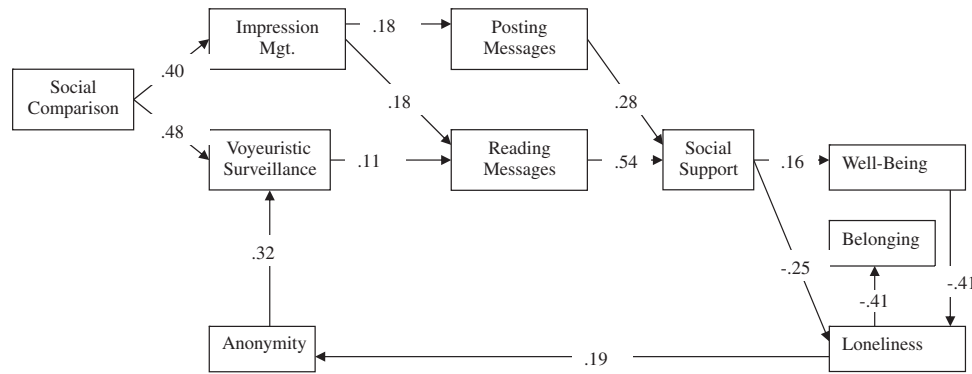 Impression
Mgt.
.18
Posting
Messages
.40
Social
Comparison
.18
.28
.48
Voyeuristic
Surveillance
.11
Reading
Messages
.54
Social
Support
.16
Well-Being
Belonging
.32
-.25
-.41
-.41
Anonymity
.19
Loneliness